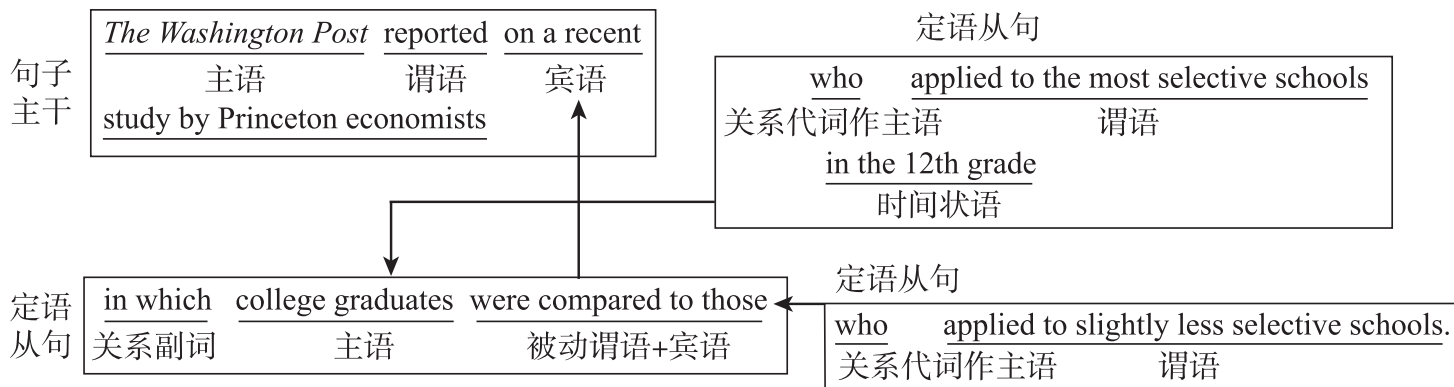 The Washington Post reported on a recent
主语 谓语 宾语
study by Princeton economists
句子
主干
定语从句
who applied to the most selective schools
关系代词作主语 谓语
in the 12th grade
时间状语
定语
从句
in which college graduates were compared to those
关系副词 主语 被动谓语+宾语
定语从句
who applied to slightly less selective schools.
关系代词作主语 谓语